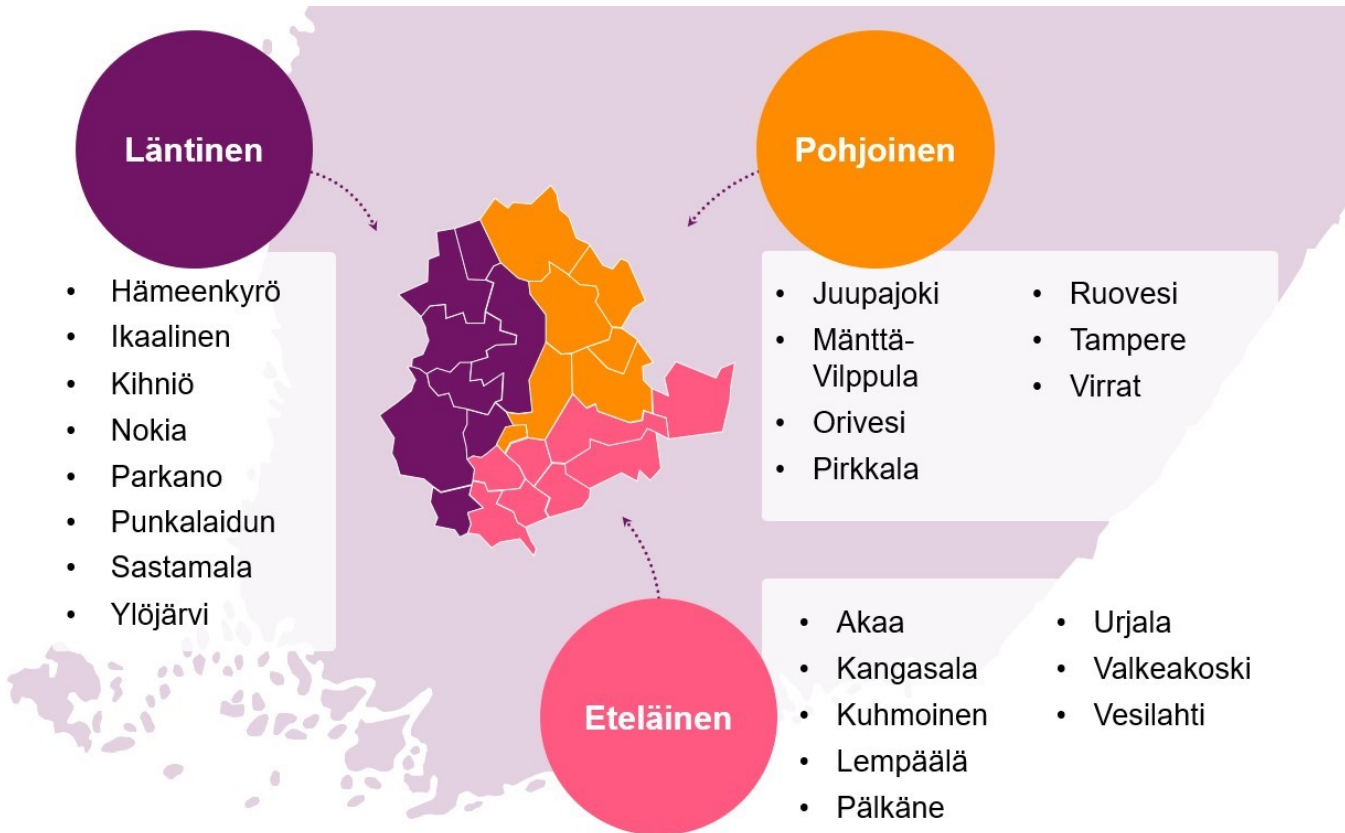 Läntinen
• Hämeenkyrö
• Ikaalinen
• Kihniö
• Nokia
• Parkano
• Punkalaidun
• Sastamala
• Ylöjärvi
Pohjoinen
• Juupajoki
• Mänttä-
Vilppula
• Orivesi
• Pirkkala
• Ruovesi
• Tampere
• Virrat
Eteläinen
• Akaa
• Kangasala
• Kuhmoinen
• Lempäälä
• Pälkäne
• Urjala
• Valkeakoski
• Vesilahti